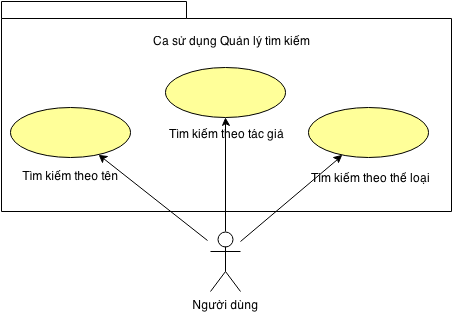 Ca sử dụng Quản lý tìm kiếm
Tìm kiếm theo tác giả
Tìm kiếm theo tên
Tìm kiếm theo thể loại
Người dùng